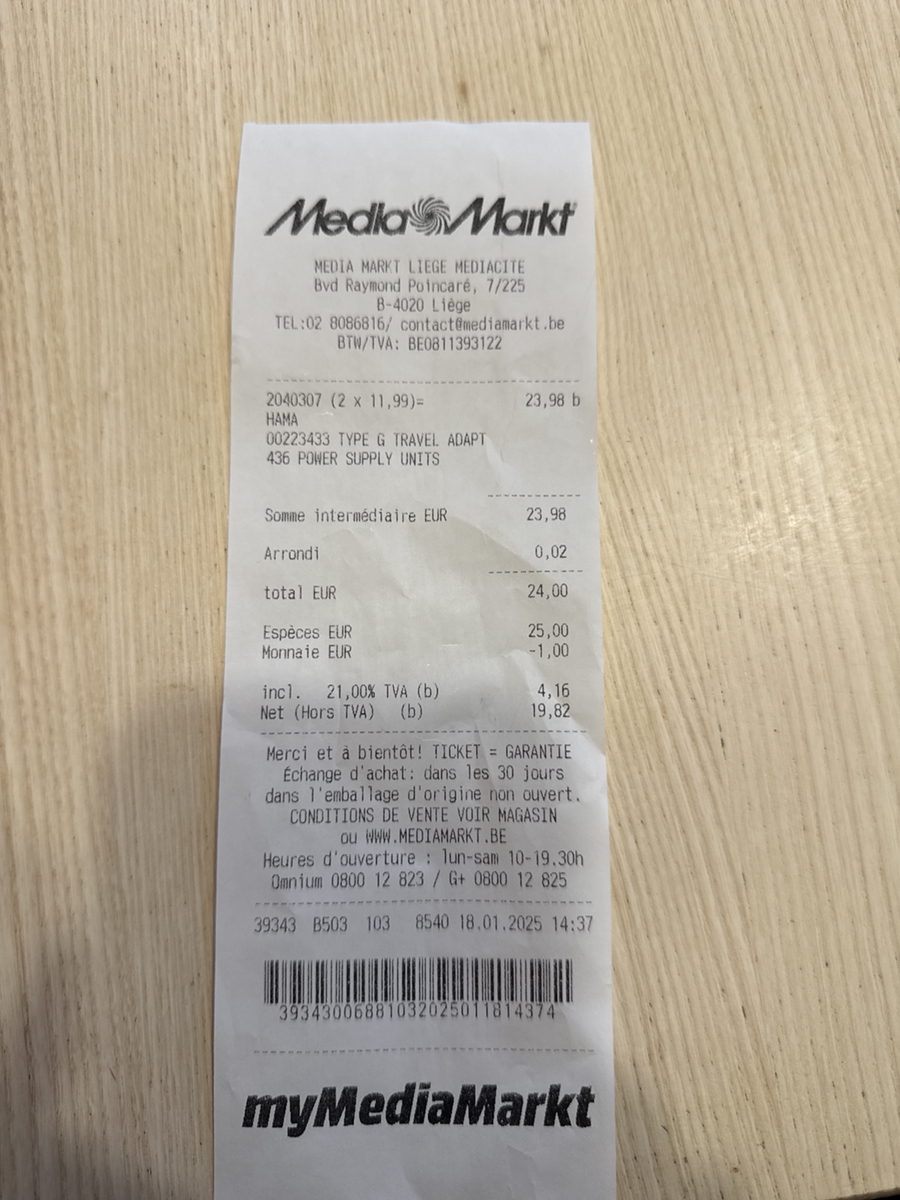 Media Markt
MEDIA MARKT LIEGE MEDIACITE
Bvd Raymond Poincaré, 7/225
B-4020 Liège
TEL:02 8086816/ contact@mediamarkt.be
BTW/TVA: BE0811393122
2040307 (2 x 11,99)= 23,98 b
HAMA
00223433 TYPE G TRAVEL ADAPT
436 POWER SUPPLY UNITS
Somme intermédiaire EUR 23,98
Arrondi 0,02
total EUR 24,00
Espèces EUR 25,00
Monnaie EUR -1,00
incl. 21,00% TVA (b) 4,16
Net (Hors TVA) (b) 19,82
Merci et à bientôt! TICKET = GARANTIE
Échange d'achat: dans les 30 jours
dans l'emballage d'origine non ouvert.
CONDITIONS DE VENTE VOIR MAGASIN
ou WWW.MEDIAMARKT.BE
Heures d'ouverture : lun-sam 10-19.30h
Omnium 0800 12 823 / G+ 0800 12 825
39343 B503 103 8540 18.01.2025 14:37
39343006881032025011814374
myMediaMarkt